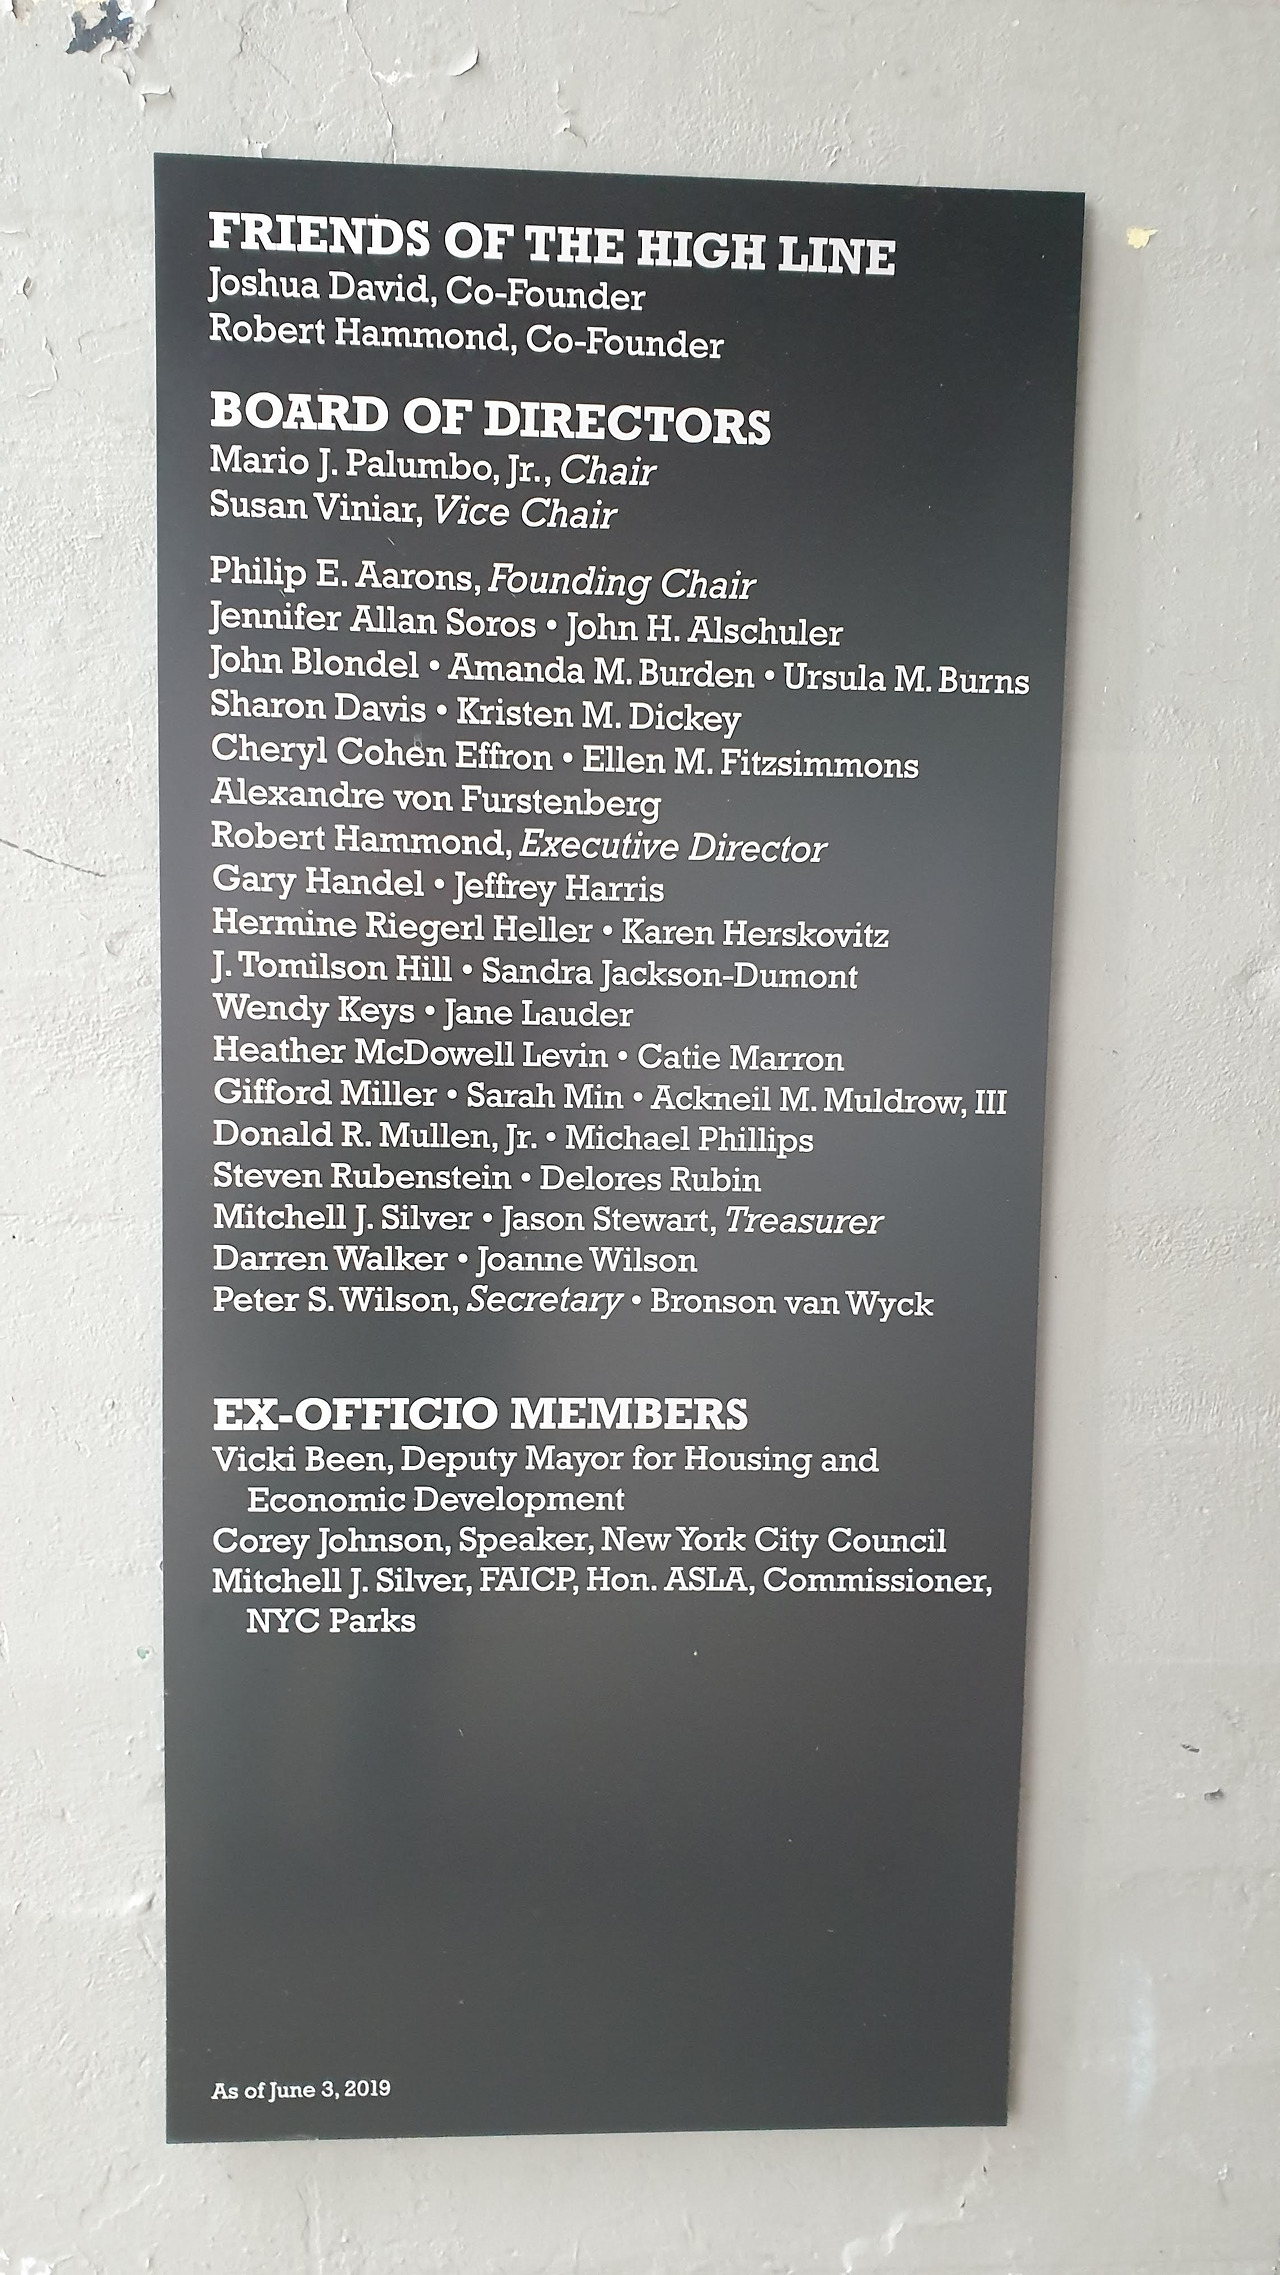 FRIENDS OF THE HIGH LINE
Joshua David, Co-Founder
Robert Hammond, Co-Founder
BOARD OF DIRECTORS
Mario J. Palumbo, Jr., Chair
Susan Viniar, Vice Chair
Philip E. Aarons, Founding Chair
Jennifer Allan Soros • John H. Alschuler
John Blondel • Amanda M. Burden • Ursula M. Burns
Sharon Davis • Kristen M. Dickey
Cheryl Cohen Effron • Ellen M. Fitzsimmons
Alexandre von Furstenberg
Robert Hammond, Executive Director
Gary Handel • Jeffrey Harris
Hermine Riegerl Heller • Karen Herskovitz
J. Tomilson Hill • Sandra Jackson-Dumont
Wendy Keys • Jane Lauder
Heather McDowell Levin • Catie Marron
Gifford Miller • Sarah Min • Ackneil M. Muldrow, III
Donald R. Mullen, Jr. • Michael Phillips
Steven Rubenstein • Delores Rubin
Mitchell J. Silver • Jason Stewart, Treasurer
Darren Walker • Joanne Wilson
Peter S. Wilson, Secretary • Bronson van Wyck
EX-OFFICIO MEMBERS
Vicki Been, Deputy Mayor for Housing and
Economic Development
Corey Johnson, Speaker, New York City Council
Mitchell J. Silver, FAICP, Hon. ASLA, Commissioner,
NYC Parks
As of June 3, 2019